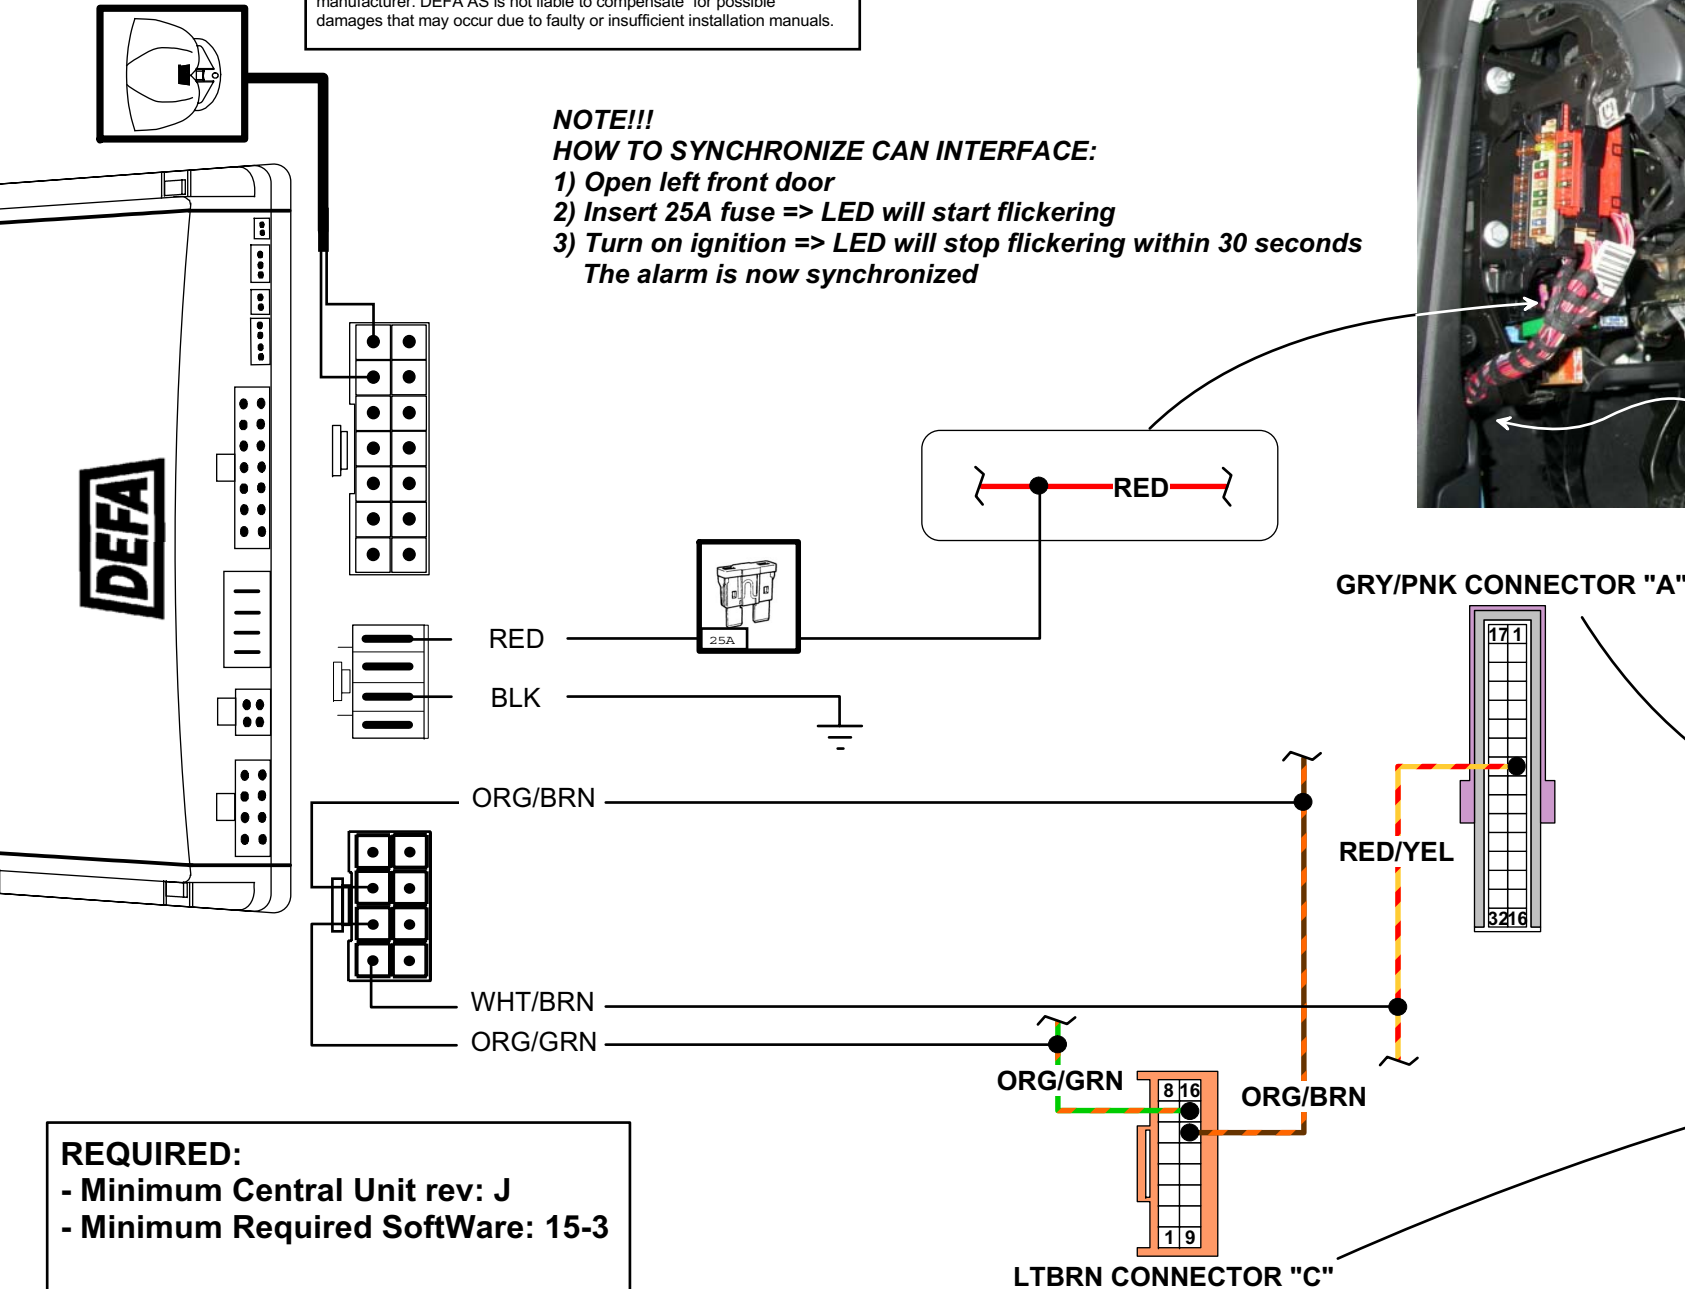 manufacturer. DEFA AS is not liable to compensate for possible
damages that may occur due to faulty or insufficient installation manuals.
NOTE!!!
HOW TO SYNCHRONIZE CAN INTERFACE:
1) Open left front door
2) Insert 25A fuse => LED will start flickering
3) Turn on ignition => LED will stop flickering within 30 seconds
The alarm is now synchronized
DEFA
RED
25A
RED
BLK
GRY/PNK CONNECTOR "A"
17 1
32 16
ORG/BRN
RED/YEL
WHT/BRN
ORG/GRN
ORG/GRN
ORG/BRN
8 16
1 9
LTBRN CONNECTOR "C"
REQUIRED:
- Minimum Central Unit rev: J
- Minimum Required SoftWare: 15-3